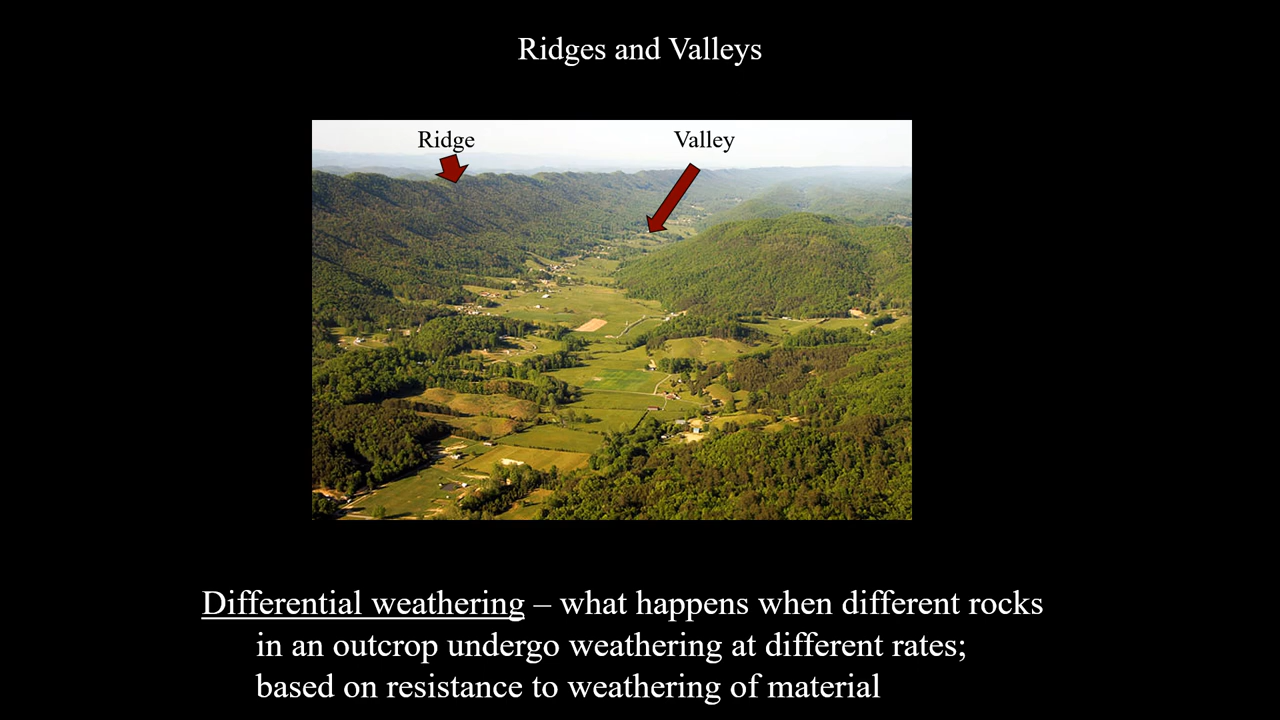 Ridges and Valleys
Ridge
Valley
Differential weathering – what happens when different rocks
in an outcrop undergo weathering at different rates;
based on resistance to weathering of material